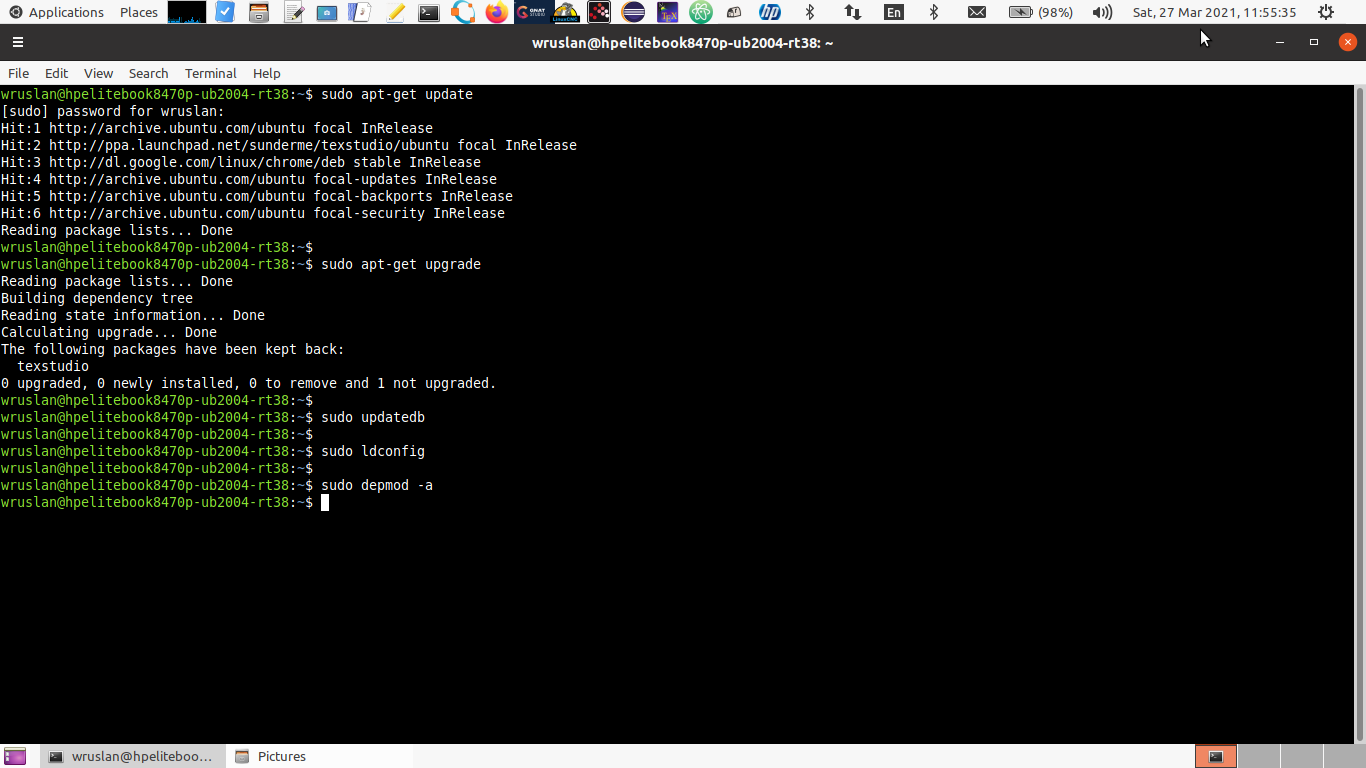 Applications Places En (98%) Sat, 27 Mar 2021, 11:55:35
wruslan@hpelitebook8470p-ub2004-rt38: ~
File Edit View Search Terminal Help
wruslan@hpelitebook8470p-ub2004-rt38:~$ sudo apt-get update
[sudo] password for wruslan:
Hit:1 http://archive.ubuntu.com/ubuntu focal InRelease
Hit:2 http://ppa.launchpad.net/sunderme/texstudio/ubuntu focal InRelease
Hit:3 http://dl.google.com/linux/chrome/deb stable InRelease
Hit:4 http://archive.ubuntu.com/ubuntu focal-updates InRelease
Hit:5 http://archive.ubuntu.com/ubuntu focal-backports InRelease
Hit:6 http://archive.ubuntu.com/ubuntu focal-security InRelease
Reading package lists... Done
wruslan@hpelitebook8470p-ub2004-rt38:~$
wruslan@hpelitebook8470p-ub2004-rt38:~$ sudo apt-get upgrade
Reading package lists... Done
Building dependency tree
Reading state information... Done
Calculating upgrade... Done
The following packages have been kept back:
  texstudio
0 upgraded, 0 newly installed, 0 to remove and 1 not upgraded.
wruslan@hpelitebook8470p-ub2004-rt38:~$
wruslan@hpelitebook8470p-ub2004-rt38:~$ sudo updatedb
wruslan@hpelitebook8470p-ub2004-rt38:~$
wruslan@hpelitebook8470p-ub2004-rt38:~$ sudo ldconfig
wruslan@hpelitebook8470p-ub2004-rt38:~$
wruslan@hpelitebook8470p-ub2004-rt38:~$ sudo depmod -a
wruslan@hpelitebook8470p-ub2004-rt38:~$
wruslan@hpeliteboo... Pictures